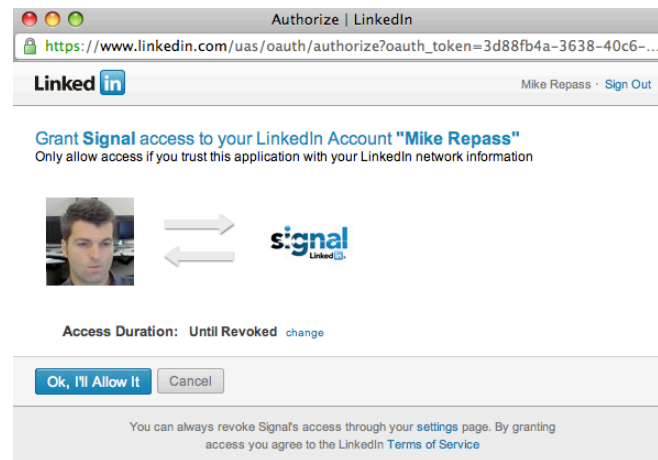 Authorize | LinkedIn
https://www.linkedin.com/uas/oauth/authorize?oauth_token=3d88fb4a-3638-40c6-...
Linked in
Mike Repass · Sign Out
Grant Signal access to your LinkedIn Account "Mike Repass"
Only allow access if you trust this application with your LinkedIn network information
signal
Linked in.
Access Duration: Until Revoked change
Ok, I'll Allow It Cancel
You can always revoke Signal's access through your settings page. By granting
access you agree to the LinkedIn Terms of Service